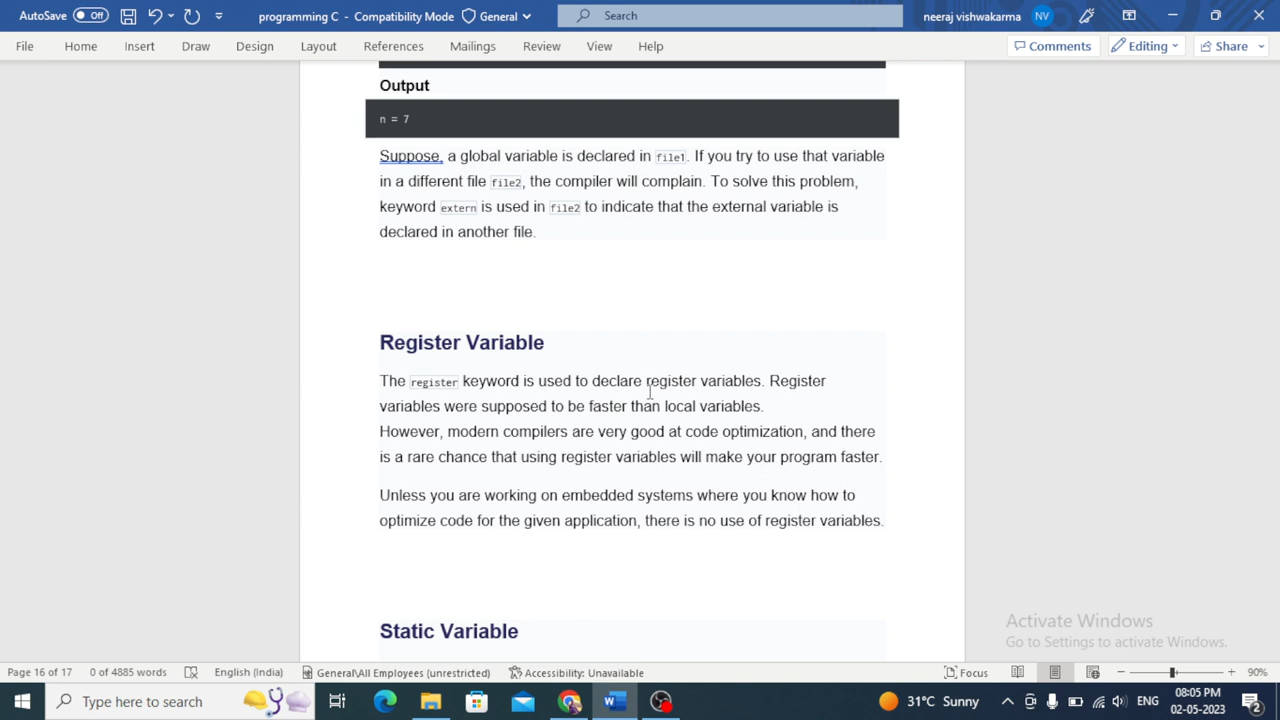 AutoSave Off programming C - Compatibility Mode General Search neeraj vishwakarma NV
File Home Insert Draw Design Layout References Mailings Review View Help Comments Editing Share
Output
n = 7
Suppose, a global variable is declared in file1. If you try to use that variable
in a different file file2, the compiler will complain. To solve this problem,
keyword extern is used in file2 to indicate that the external variable is
declared in another file.
Register Variable
The register keyword is used to declare register variables. Register
variables were supposed to be faster than local variables.
However, modern compilers are very good at code optimization, and there
is a rare chance that using register variables will make your program faster.
Unless you are working on embedded systems where you know how to
optimize code for the given application, there is no use of register variables.
Static Variable
Activate Windows
Go to Settings to activate Windows.
Page 16 of 17 0 of 4885 words English (India) General\All Employees (unrestricted) Accessibility: Unavailable Focus 90%
Type here to search 31°C Sunny ENG 08:05 PM
02-05-2023 2